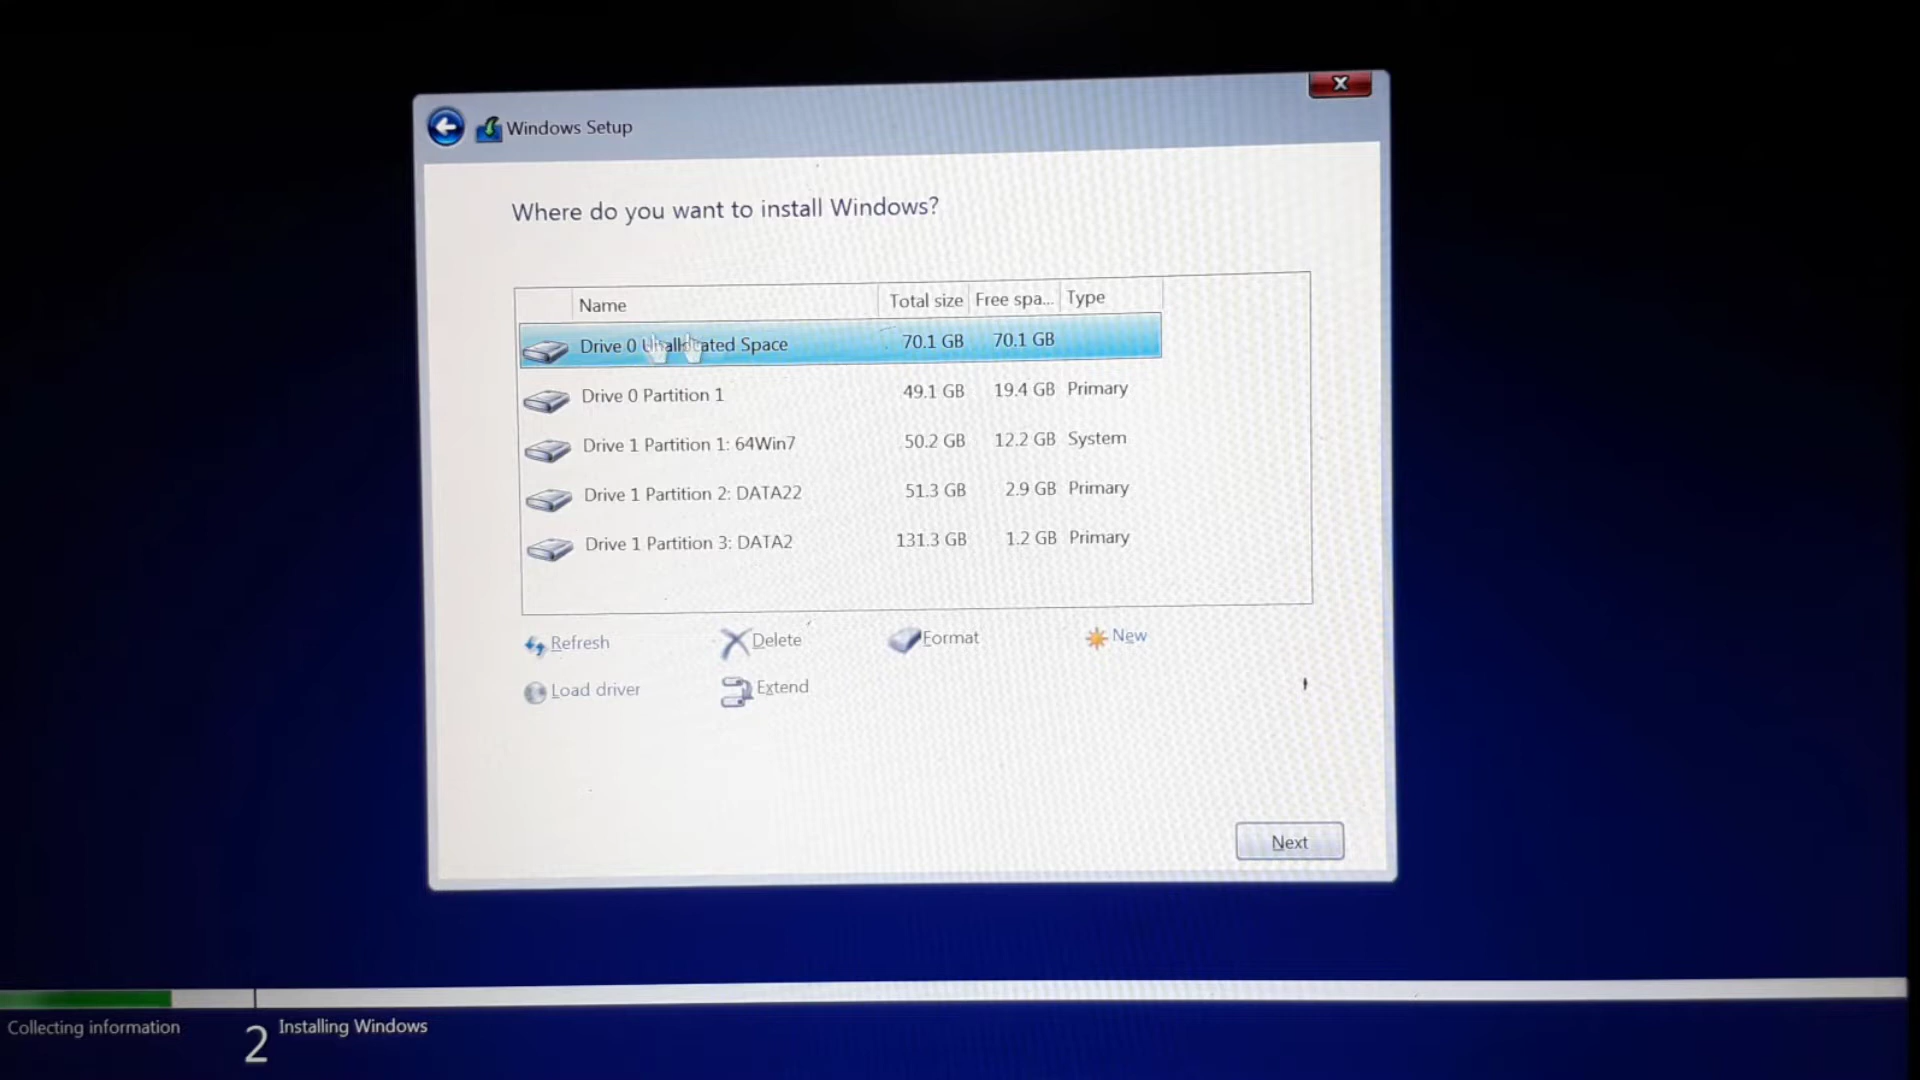 Windows Setup
Where do you want to install Windows?
Name Total size Free spa... Type
Drive 0 Unallocated Space 70.1 GB 70.1 GB
Drive 0 Partition 1 49.1 GB 19.4 GB Primary
Drive 1 Partition 1: 64Win7 50.2 GB 12.2 GB System
Drive 1 Partition 2: DATA22 51.3 GB 2.9 GB Primary
Drive 1 Partition 3: DATA2 131.3 GB 1.2 GB Primary
Refresh Delete Format New
Load driver Extend
Next
Collecting information 2 Installing Windows